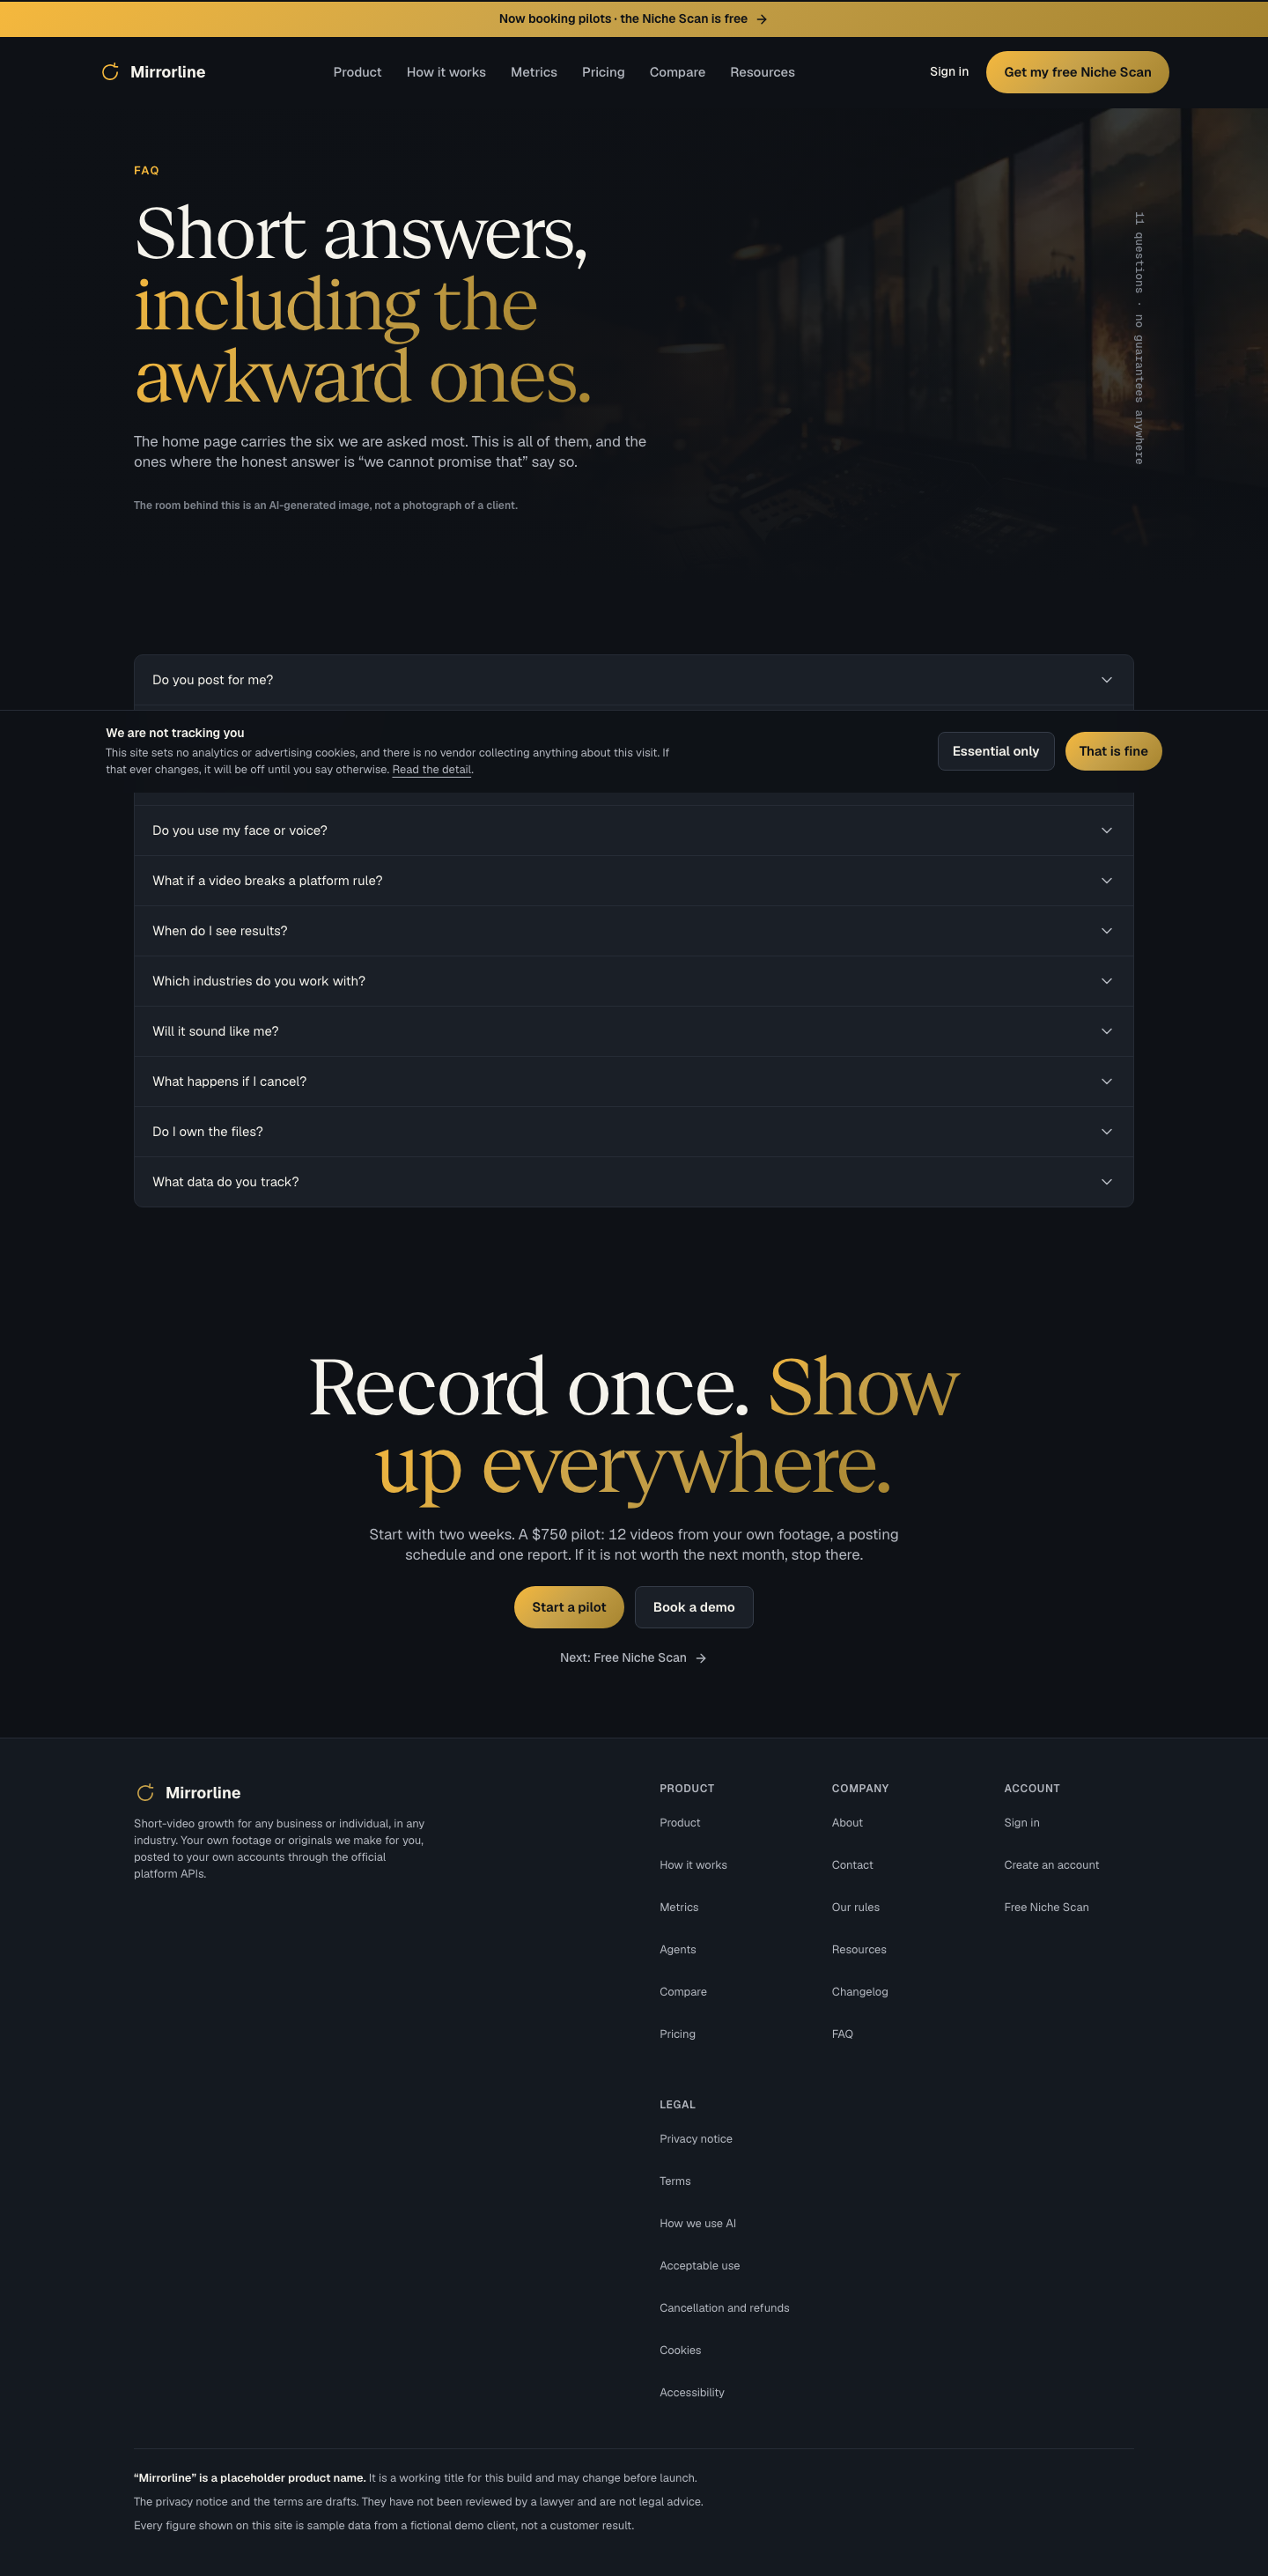 Now booking pilots · the Niche Scan is free
Mirrorline
Product
How it works
Metrics
Pricing
Compare
Resources
Sign in
Get my free Niche Scan
FAQ
Short answers,
including the
awkward ones.
The home page carries the six we are asked most. This is all of them, and the
ones where the honest answer is “we cannot promise that” say so.
The room behind this is an AI-generated image, not a photograph of a client.
11 questions · no guarantees anywhere
Do you post for me?
We are not tracking you
This site sets no analytics or advertising cookies, and there is no vendor collecting anything about this visit. If
that ever changes, it will be off until you say otherwise. Read the detail.
Essential only
That is fine
Do you use my face or voice?
What if a video breaks a platform rule?
When do I see results?
Which industries do you work with?
Will it sound like me?
What happens if I cancel?
Do I own the files?
What data do you track?
Record once. Show
up everywhere.
Start with two weeks. A $750 pilot: 12 videos from your own footage, a posting
schedule and one report. If it is not worth the next month, stop there.
Start a pilot
Book a demo
Next: Free Niche Scan
Mirrorline
Short-video growth for any business or individual, in any
industry. Your own footage or originals we make for you,
posted to your own accounts through the official
platform APIs.
PRODUCT
Product
How it works
Metrics
Agents
Compare
Pricing
COMPANY
About
Contact
Our rules
Resources
Changelog
FAQ
ACCOUNT
Sign in
Create an account
Free Niche Scan
LEGAL
Privacy notice
Terms
How we use AI
Acceptable use
Cancellation and refunds
Cookies
Accessibility
“Mirrorline” is a placeholder product name. It is a working title for this build and may change before launch.
The privacy notice and the terms are drafts. They have not been reviewed by a lawyer and are not legal advice.
Every figure shown on this site is sample data from a fictional demo client, not a customer result.